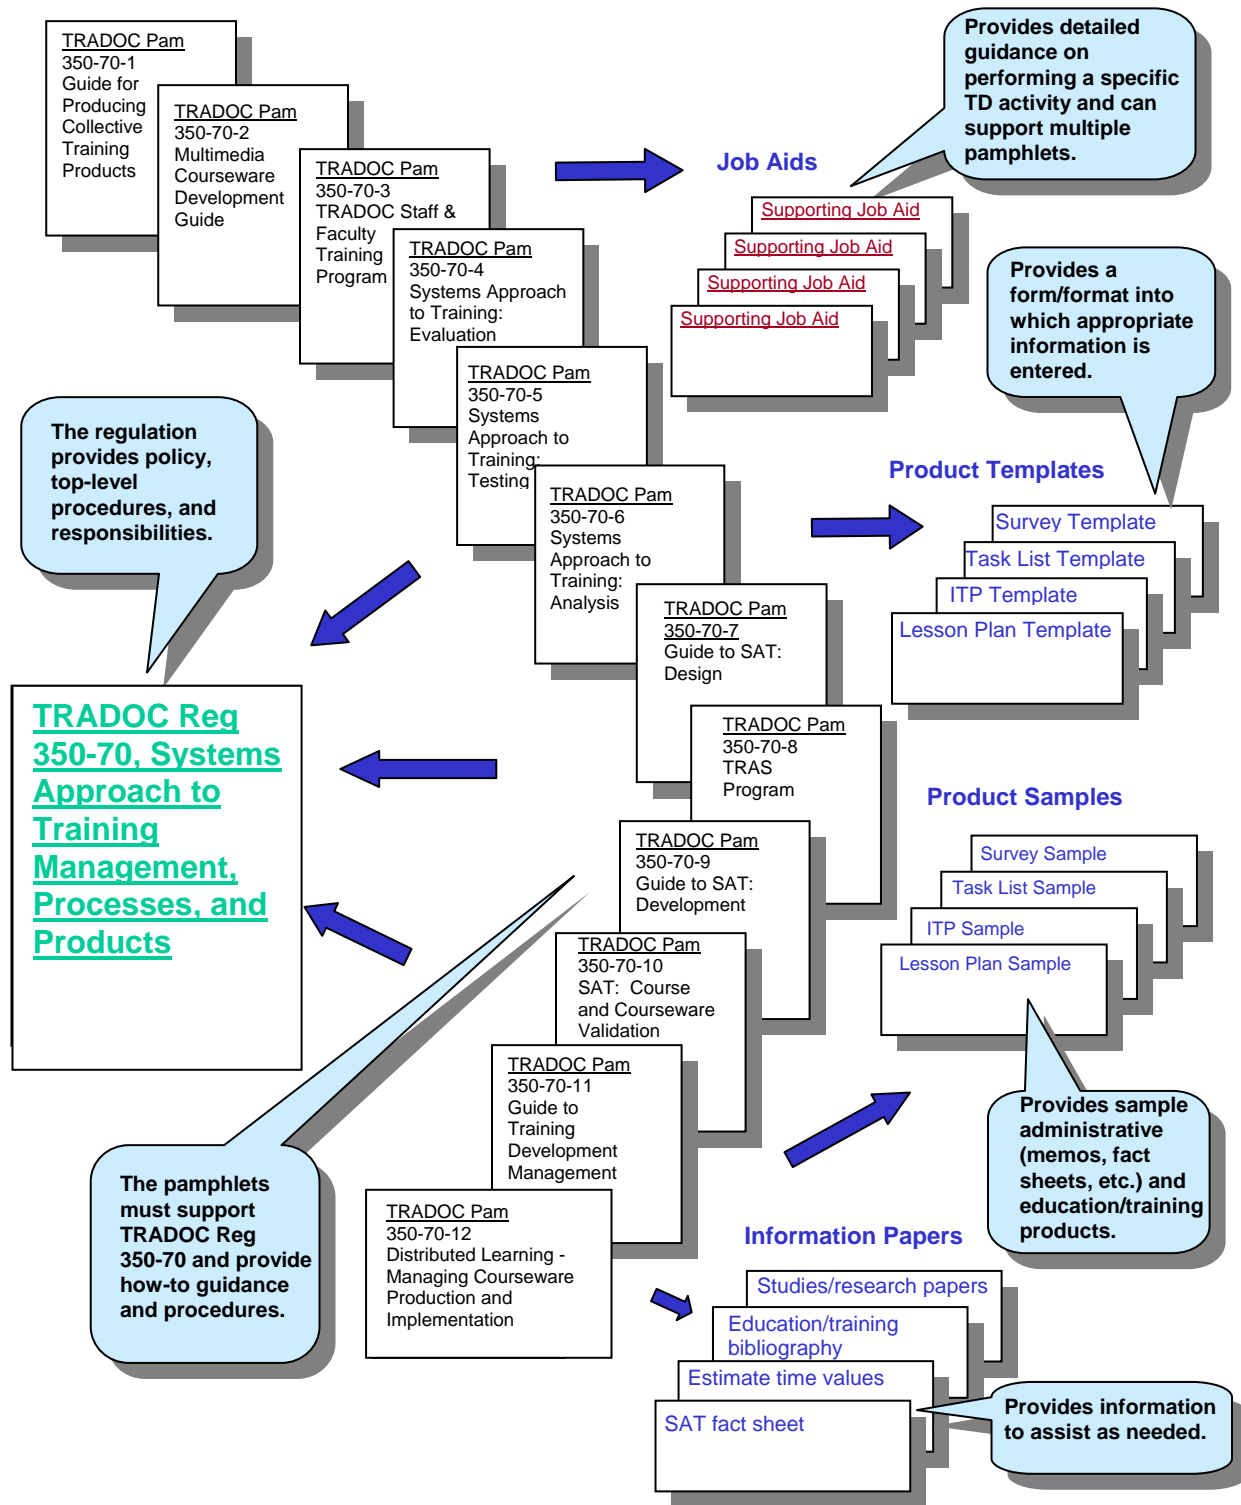 TRADOC Pam
350-70-1
Guide for
Producing
Collective
Training
Products
TRADOC Pam
350-70-2
Multimedia
Courseware
Development
Guide
TRADOC Pam
350-70-3
TRADOC Staff &
Faculty
Training
Program
TRADOC Pam
350-70-4
Systems Approach
to Training:
Evaluation
TRADOC Pam
350-70-5
Systems
Approach to
Training:
Testing
TRADOC Pam
350-70-6
Systems
Approach to
Training:
Analysis
TRADOC Pam
350-70-7
Guide to SAT:
Design
TRADOC Pam
350-70-8
TRAS
Program
TRADOC Pam
350-70-9
Guide to SAT:
Development
TRADOC Pam
350-70-10
SAT:  Course
and Courseware
Validation
TRADOC Pam
350-70-11
Guide to
Training
Development
Management
TRADOC Pam
350-70-12
Distributed Learning -
Managing Courseware
Production and
Implementation
The regulation
provides policy,
top-level
procedures, and
responsibilities.
TRADOC Reg
350-70, Systems
Approach to
Training
Management,
Processes, and
Products
The pamphlets
must support
TRADOC Reg
350-70 and provide
how-to guidance
and procedures.
Provides detailed
guidance on
performing a specific
TD activity and can
support multiple
pamphlets.
Job Aids
Supporting Job Aid
Supporting Job Aid
Supporting Job Aid
Supporting Job Aid
Provides a
form/format into
which appropriate
information is
entered.
Product Templates
Survey Template
Task List Template
ITP Template
Lesson Plan Template
Product Samples
Survey Sample
Task List Sample
ITP Sample
Lesson Plan Sample
Provides sample
administrative
(memos, fact
sheets, etc.) and
education/training
products.
Information Papers
Studies/research papers
Education/training
bibliography
Estimate time values
SAT fact sheet
Provides information
to assist as needed.